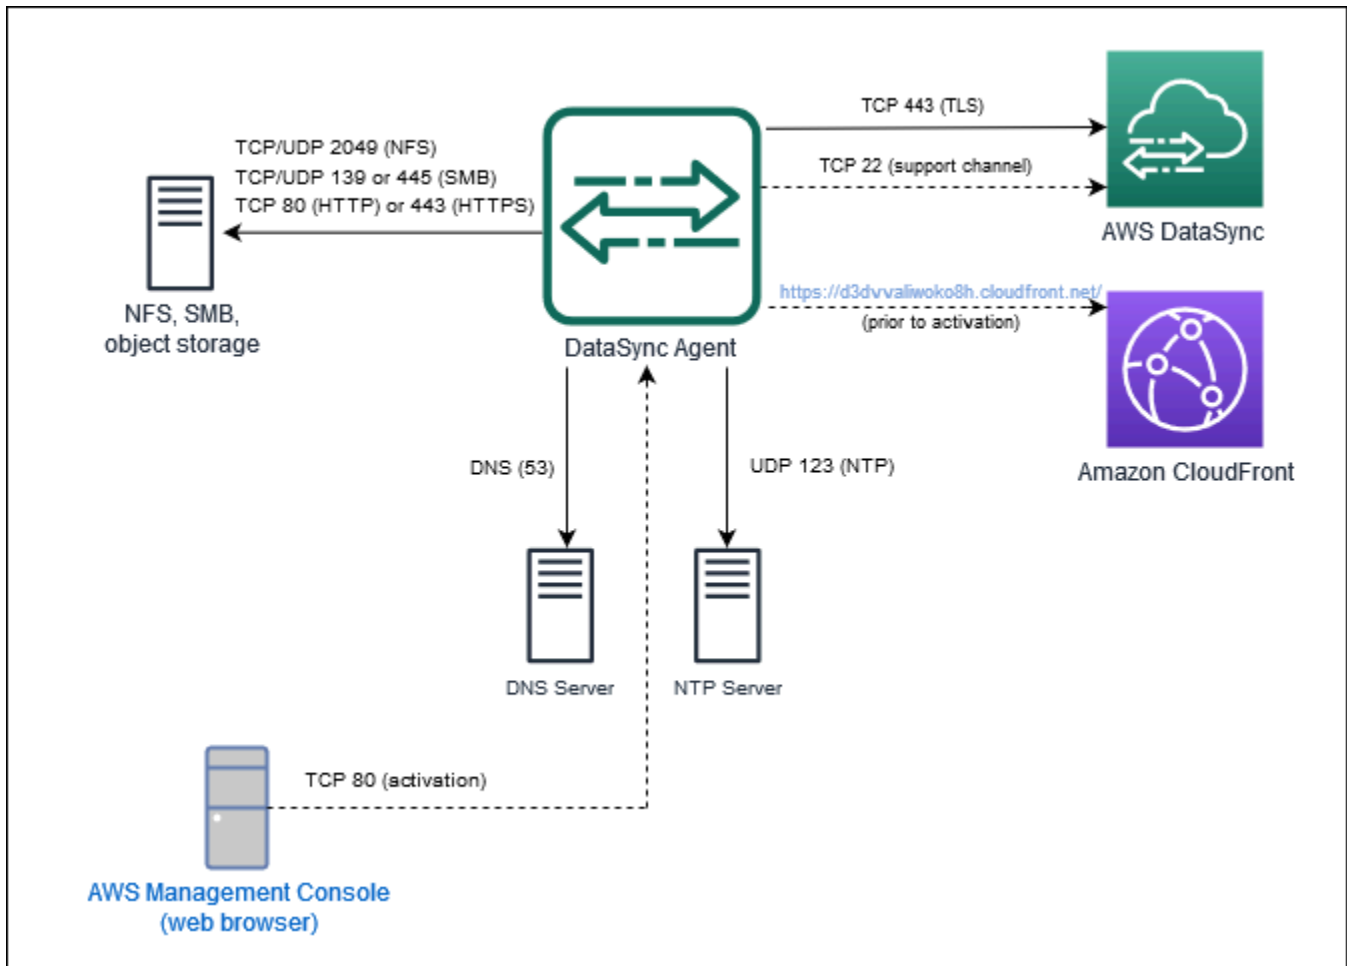 TCP 443 (TLS)
TCP/UDP 2049 (NFS)
TCP/UDP 139 or 445 (SMB)
TCP 80 (HTTP) or 443 (HTTPS)
TCP 22 (support channel)
AWS DataSync
NFS, SMB,
object storage
DataSync Agent
https://d3dvvaliwoko8h.cloudfront.net/
(prior to activation)
Amazon CloudFront
DNS (53)
UDP 123 (NTP)
DNS Server
NTP Server
TCP 80 (activation)
AWS Management Console
(web browser)